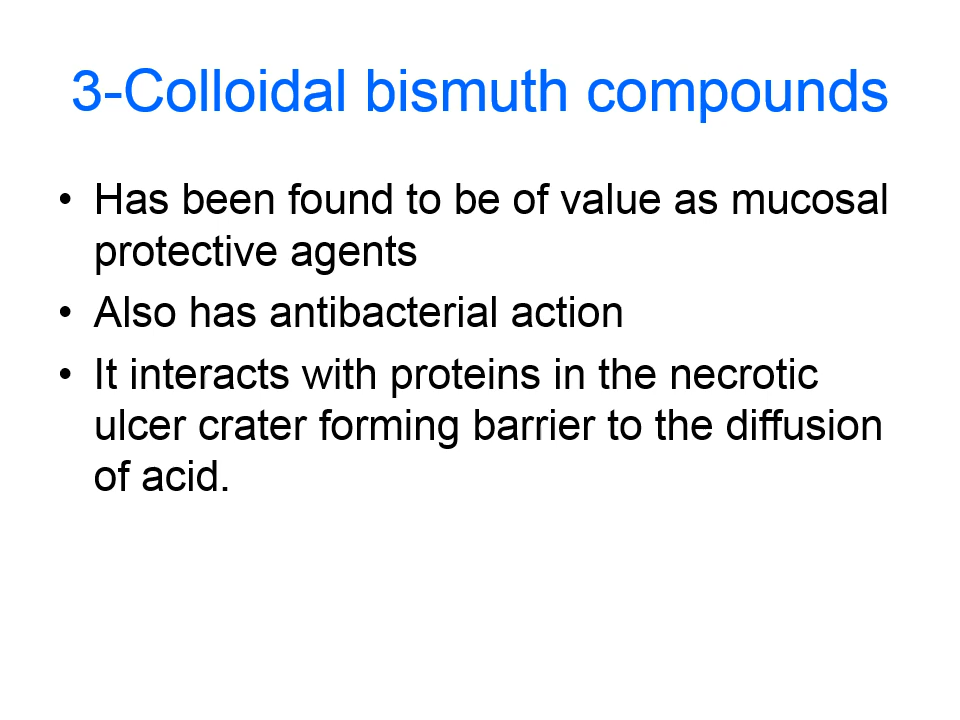 3-Colloidal bismuth compounds
• Has been found to be of value as mucosal
protective agents
• Also has antibacterial action
• It interacts with proteins in the necrotic
ulcer crater forming barrier to the diffusion
of acid.